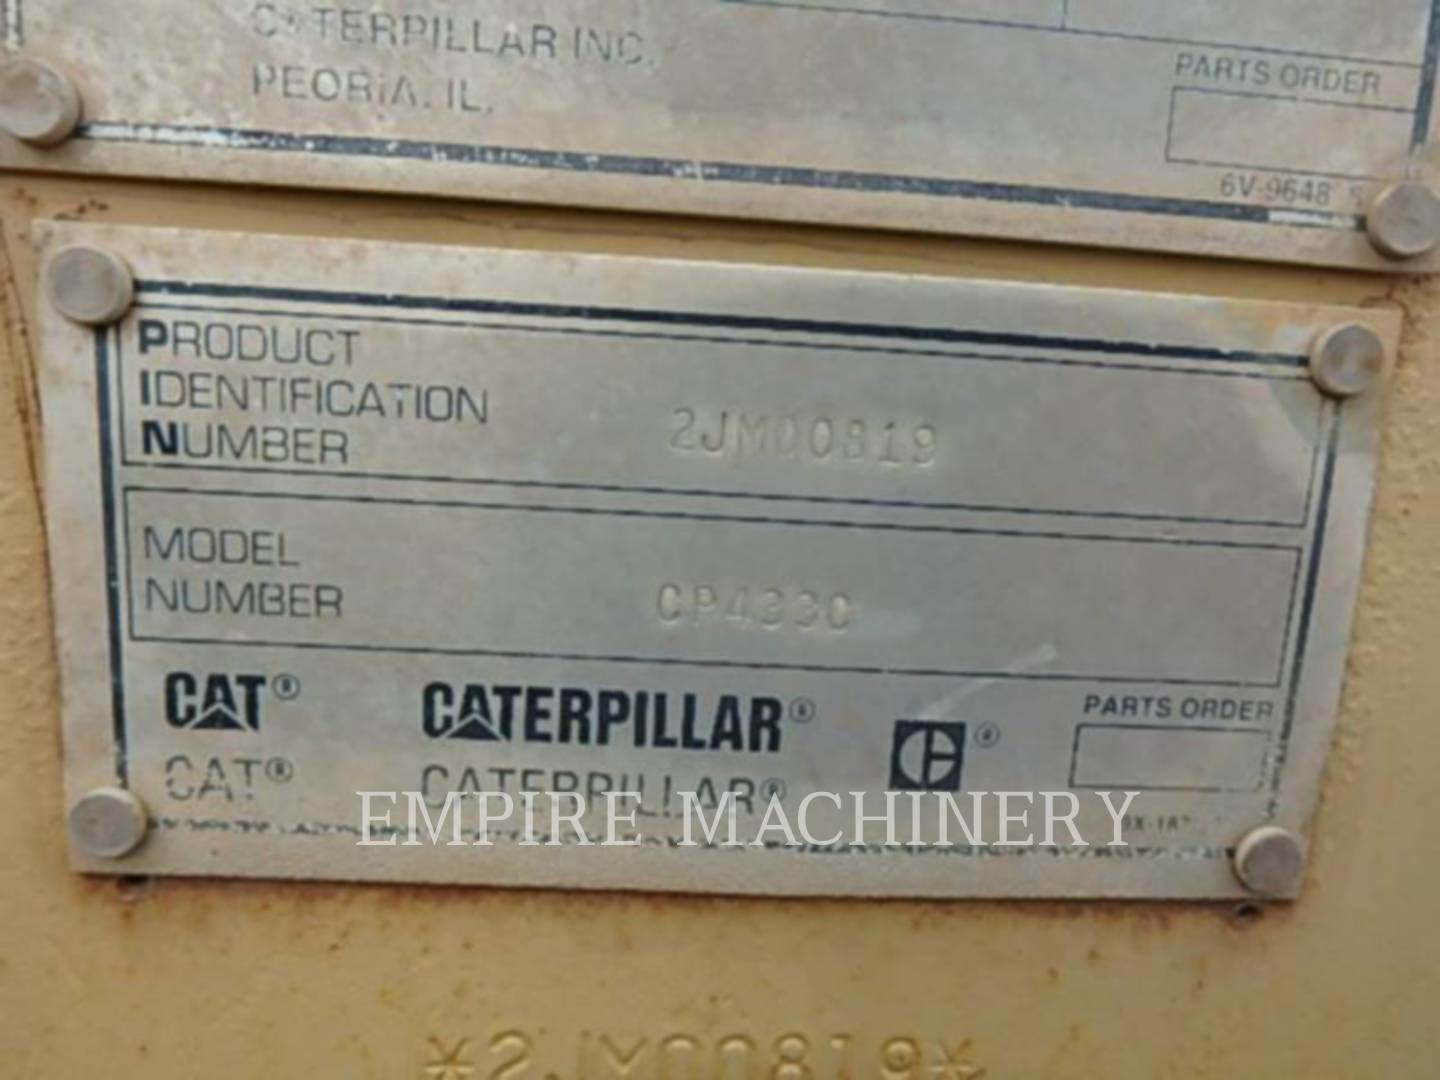 CATERPILLAR INC.
PEORIA, IL.
PARTS ORDER
6V-9648
PRODUCT
IDENTIFICATION
NUMBER
2JM00819
MODEL
NUMBER
CP433C
CAT® CATERPILLAR® ®
PARTS ORDER
CAT® CATERPILLAR®
EMPIRE MACHINERY
*2JM00819*